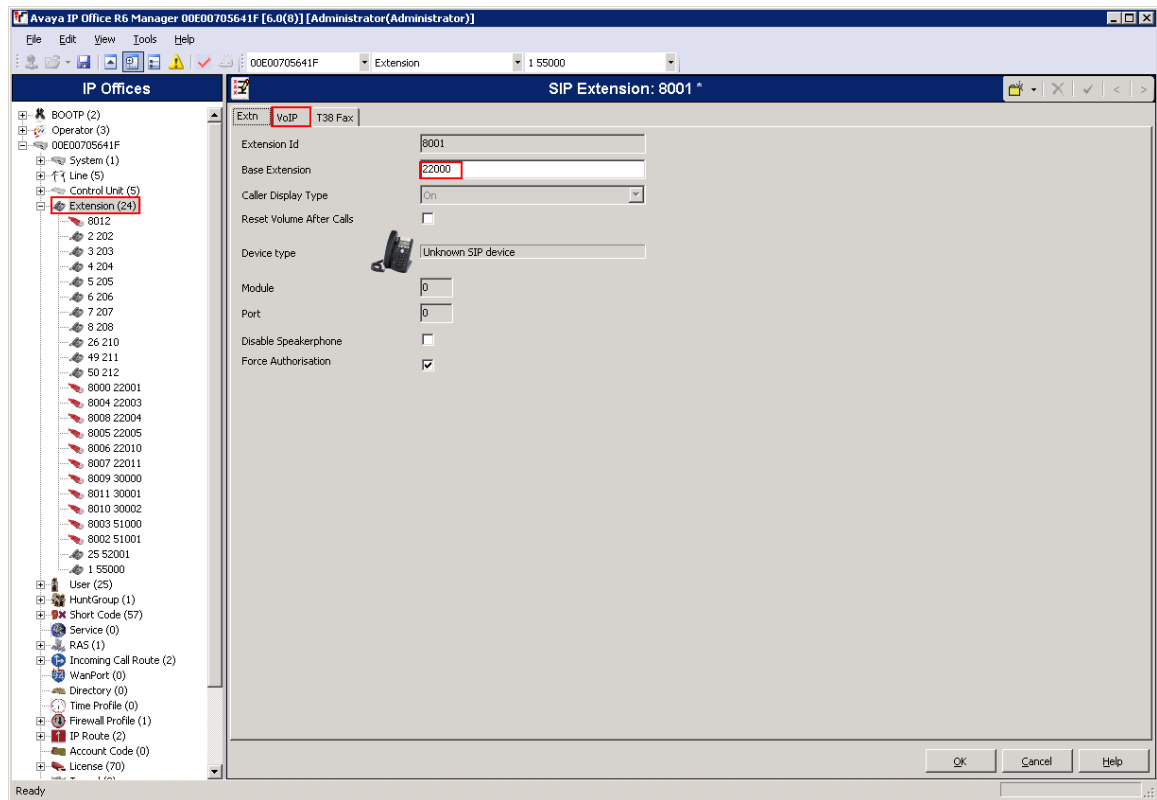 Avaya IP Office R6 Manager 00E00705641F [6.0(8)] [Administrator(Administrator)]
File Edit View Tools Help
00E00705641F Extension 1 55000
IP Offices
SIP Extension: 8001 *
BOOTP (2)
Operator (3)
00E00705641F
System (1)
Line (5)
Control Unit (5)
Extension (24)
8012
2 202
3 203
4 204
5 205
6 206
7 207
8 208
26 210
49 211
50 212
8000 22001
8004 22003
8008 22004
8005 22005
8006 22010
8007 22011
8009 30000
8011 30001
8010 30002
8003 51000
8002 51001
25 52001
1 55000
User (25)
HuntGroup (1)
Short Code (57)
Service (0)
RAS (1)
Incoming Call Route (2)
WanPort (0)
Directory (0)
Time Profile (0)
Firewall Profile (1)
IP Route (2)
Account Code (0)
License (70)
Extn VoIP T38 Fax
Extension Id 8001
Base Extension 22000
Caller Display Type On
Reset Volume After Calls
Device type Unknown SIP device
Module 0
Port 0
Disable Speakerphone
Force Authorisation
OK Cancel Help
Ready